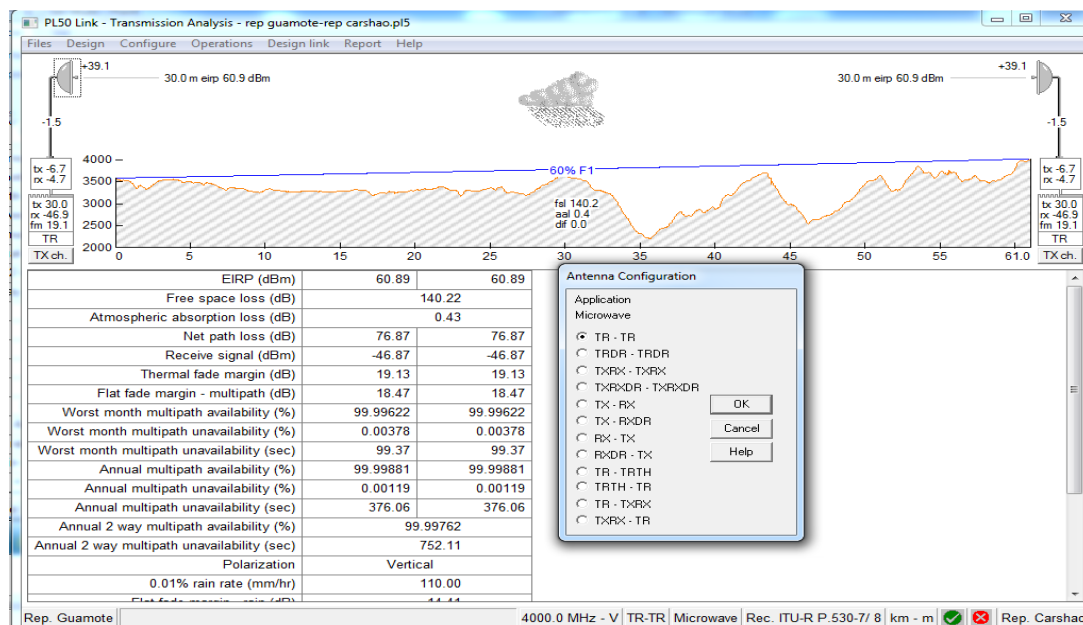 PL50 Link - Transmission Analysis - rep guamote-rep carshao.pl5
Files Design Configure Operations Design link Report Help
+39.1 +39.1
30.0 m eirp 60.9 dBm 30.0 m eirp 60.9 dBm
-1.5 -1.5
tx -6.7
rx -4.7
tx 30.0
rx -46.9
fm 19.1
TR
TX ch.
4000
3500
3000
2500
2000
60% F1
fsl 140.2
aal 0.4
dif 0.0
0 5 10 15 20 25 30 35 40 45 50 55 61.0
tx -6.7
rx -4.7
tx 30.0
rx -46.9
fm 19.1
TR
TX ch.
EIRP (dBm) 60.89 60.89
Free space loss (dB) 140.22
Atmospheric absorption loss (dB) 0.43
Net path loss (dB) 76.87 76.87
Receive signal (dBm) -46.87 -46.87
Thermal fade margin (dB) 19.13 19.13
Flat fade margin - multipath (dB) 18.47 18.47
Worst month multipath availability (%) 99.99622 99.99622
Worst month multipath unavailability (%) 0.00378 0.00378
Worst month multipath unavailability (sec) 99.37 99.37
Annual multipath availability (%) 99.99881 99.99881
Annual multipath unavailability (%) 0.00119 0.00119
Annual multipath unavailability (sec) 376.06 376.06
Annual 2 way multipath availability (%) 99.99762
Annual 2 way multipath unavailability (sec) 752.11
Polarization Vertical
0.01% rain rate (mm/hr) 110.00
Flat fade margin - rain (dB) 14.41
Antenna Configuration
Application
Microwave
TR - TR
TRDR - TRDR
TXRX - TXRX
TXRXDR - TXRXDR
TX - RX
TX - RXDR
RX - TX
RXDR - TX
TR - TRTH
TRTH - TR
TR - TXRX
TXRX - TR
OK
Cancel
Help
Rep. Guamote 4000.0 MHz - V TR-TR Microwave Rec. ITU-R P.530-7/ 8 km - m Rep. Carshao